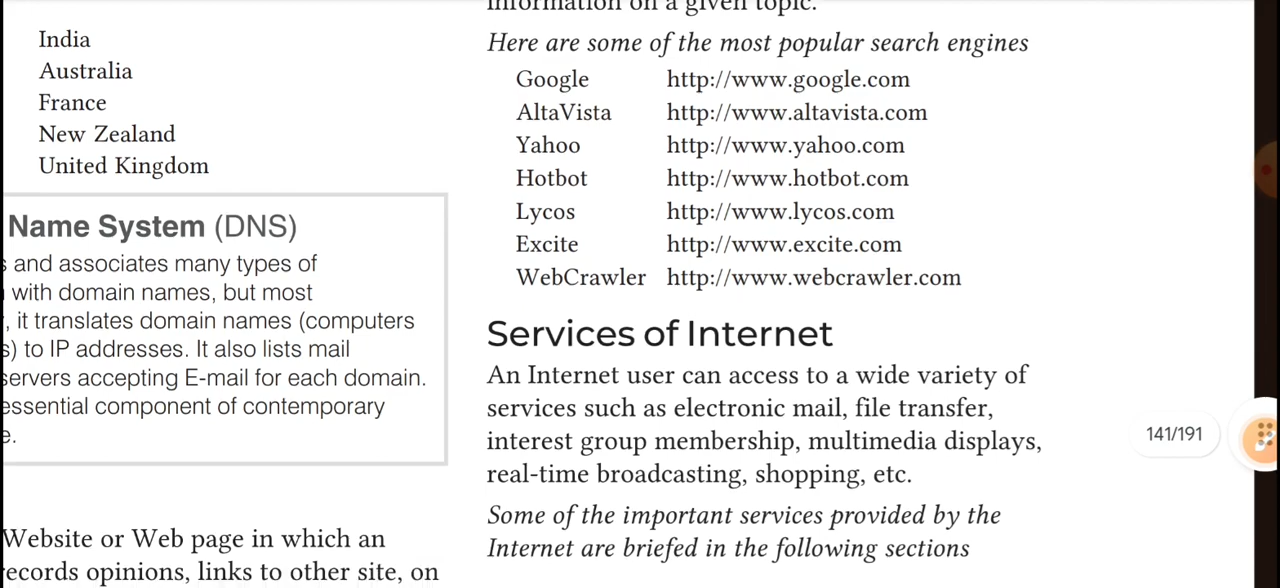 India
Australia
France
New Zealand
United Kingdom
Name System (DNS)
and associates many types of
with domain names, but most
, it translates domain names (computers
s) to IP addresses. It also lists mail
servers accepting E-mail for each domain.
essential component of contemporary
e.
Website or Web page in which an
records opinions, links to other site, on
information on a given topic.
Here are some of the most popular search engines
Google http://www.google.com
AltaVista http://www.altavista.com
Yahoo http://www.yahoo.com
Hotbot http://www.hotbot.com
Lycos http://www.lycos.com
Excite http://www.excite.com
WebCrawler http://www.webcrawler.com
Services of Internet
An Internet user can access to a wide variety of
services such as electronic mail, file transfer,
interest group membership, multimedia displays,
real-time broadcasting, shopping, etc.
Some of the important services provided by the
Internet are briefed in the following sections
141/191